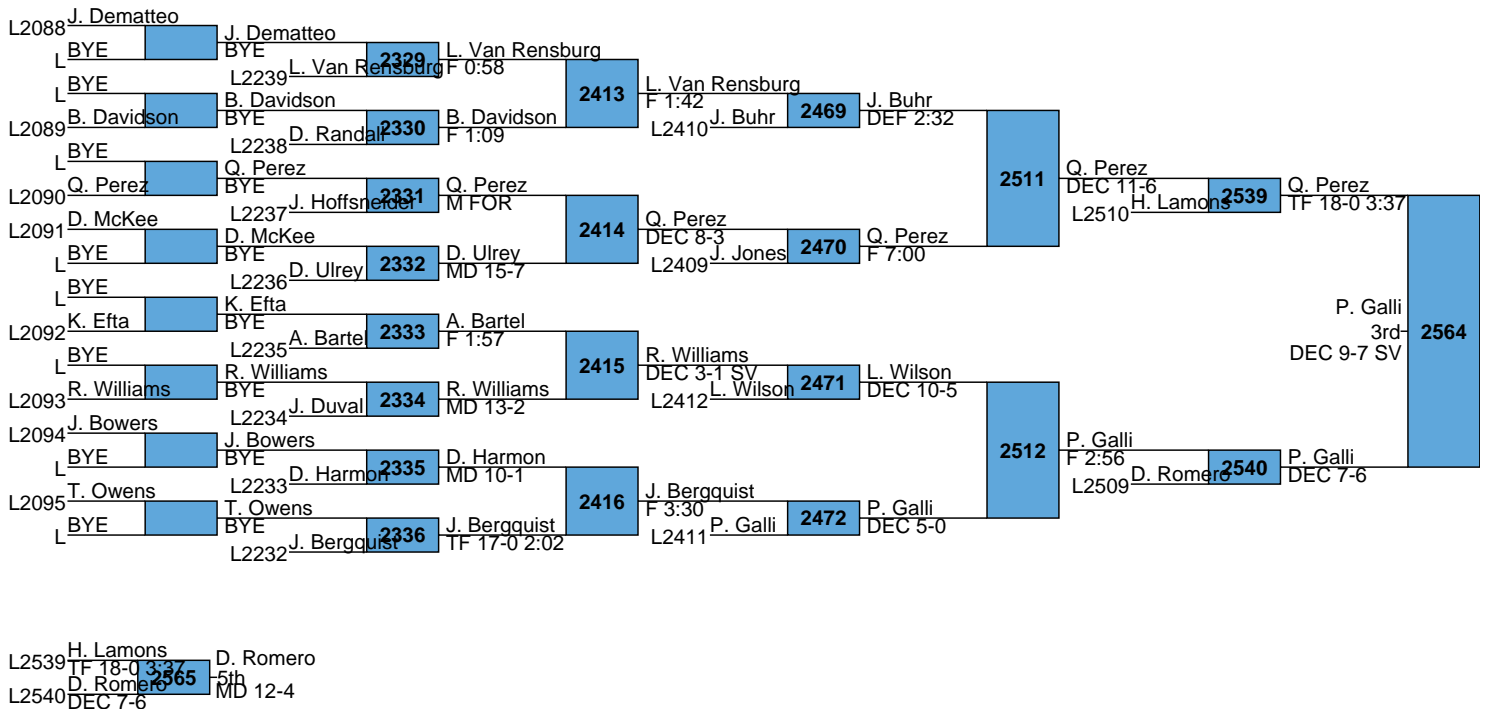 J. Dematteo
L2088
BYE
L
J. Dematteo
BYE
L2239
L. Van Rensburg
2329
L. Van Rensburg
F 0:58
BYE
L
B. Davidson
L2089
B. Davidson
BYE
L2238
D. Randall
2330
B. Davidson
F 1:09
2413
L. Van Rensburg
F 1:42
L2410
J. Buhr
2469
J. Buhr
DEF 2:32
BYE
L
Q. Perez
L2090
Q. Perez
BYE
L2237
J. Hoffsneider
2331
Q. Perez
M FOR
D. McKee
L2091
BYE
L
D. McKee
BYE
L2236
D. Ulrey
2332
D. Ulrey
MD 15-7
2414
Q. Perez
DEC 8-3
L2409
J. Jones
2470
Q. Perez
F 7:00
2511
Q. Perez
DEC 11-6
L2510
H. Lamons
2539
Q. Perez
TF 18-0 3:37
BYE
L
K. Efta
L2092
K. Efta
BYE
L2235
A. Bartel
2333
A. Bartel
F 1:57
BYE
L
R. Williams
L2093
R. Williams
BYE
L2234
J. Duval
2334
R. Williams
MD 13-2
2415
R. Williams
DEC 3-1 SV
L2412
L. Wilson
2471
L. Wilson
DEC 10-5
J. Bowers
L2094
BYE
L
J. Bowers
BYE
L2233
D. Harmon
2335
D. Harmon
MD 10-1
T. Owens
L2095
BYE
L
T. Owens
BYE
L2232
J. Bergquist
2336
J. Bergquist
TF 17-0 2:02
2416
J. Bergquist
F 3:30
L2411
P. Galli
2472
P. Galli
DEC 5-0
2512
P. Galli
F 2:56
L2509
D. Romero
2540
P. Galli
DEC 7-6
P. Galli
3rd
DEC 9-7 SV
2564
H. Lamons
L2539
TF 18-0 3:37
D. Romero
L2540
DEC 7-6
2565
D. Romero
5th
MD 12-4